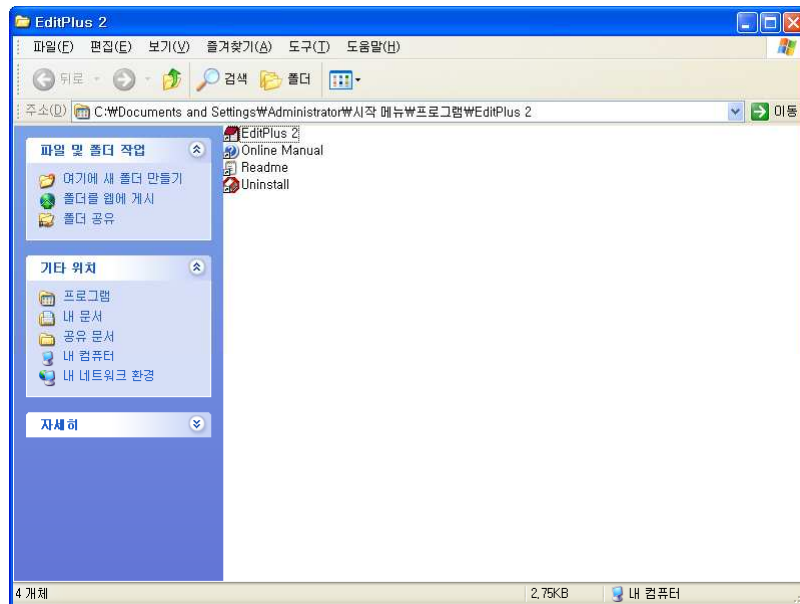 EditPlus 2
파일(F) 편집(E) 보기(V) 즐겨찾기(A) 도구(T) 도움말(H)
뒤로 검색 폴더
주소(D) C:₩Documents and Settings₩Administrator₩시작 메뉴₩프로그램₩EditPlus 2 이동
파일 및 폴더 작업
여기에 새 폴더 만들기
폴더를 웹에 게시
폴더 공유
기타 위치
프로그램
내 문서
공유 문서
내 컴퓨터
내 네트워크 환경
자세히
EditPlus 2
Online Manual
Readme
Uninstall
4 개체 2,75KB 내 컴퓨터